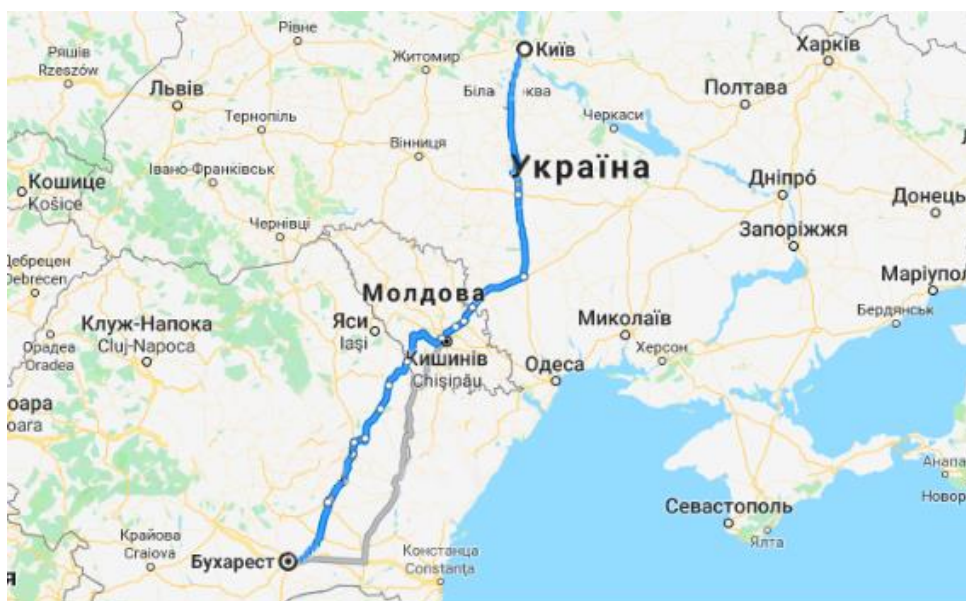 Рівне
Київ
Харків
Ряшів
Rzeszów
Житомир
Львів
Біла
ква
Полтава
Тернопіль
Черкаси
Вінниця
Україна
Кошице
Košice
Івано-Франківськ
Дніпро́
Донець
Чернівці
Запоріжжя
Дебрецен
Debrecen
Молдова
Маріупол
Клуж-Напока
Cluj-Napoca
Яси
Iași
Миколаїв
Бердянськ
Орадеа
Oradea
Кишинів
Chișinău
Одеса
Херсон
оара
oara
Анапа
Новор
Севастополь
Ялта
Крайова
Craiova
Бухарест
Констанца
Constanța
я